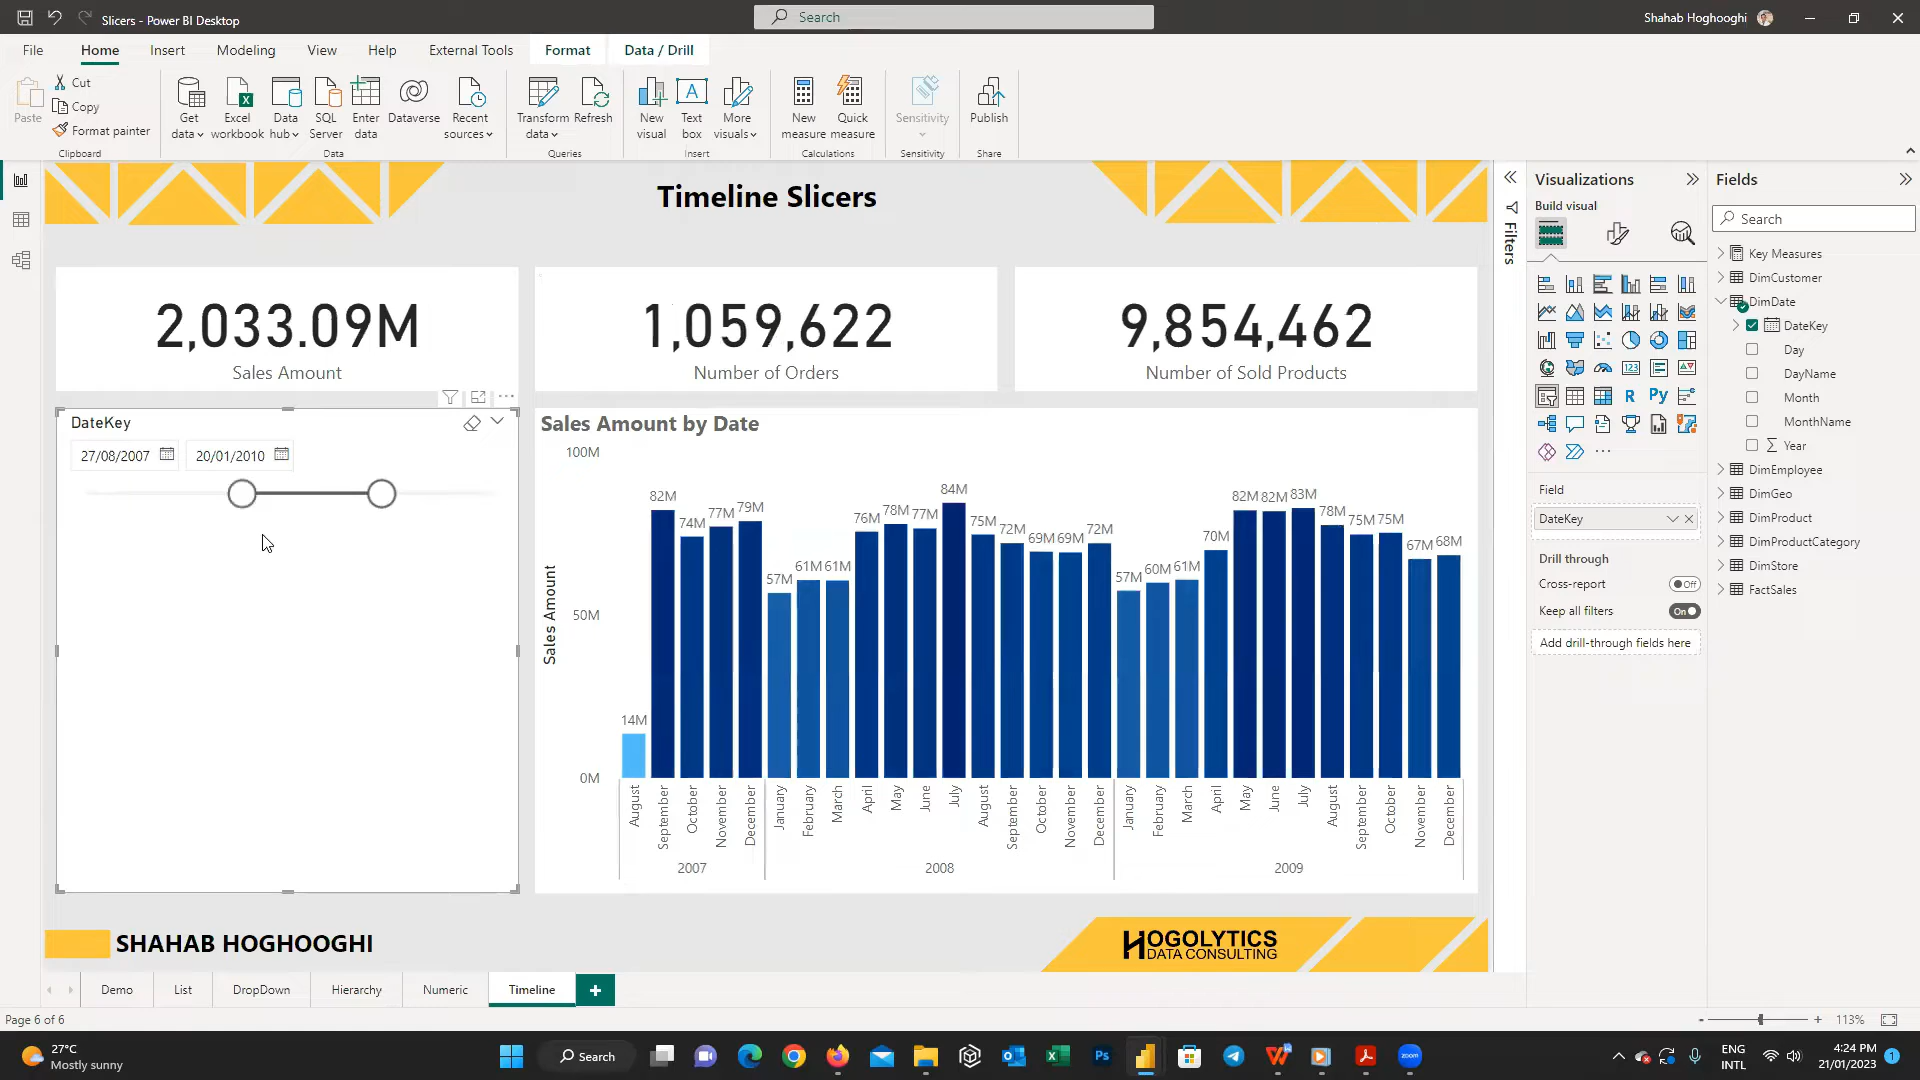 Slicers - Power BI Desktop
Search
Shahab Hoghooghi
File
Home
Insert
Modeling
View
Help
External Tools
Format
Data / Drill
Paste
Cut
Copy
Format painter
Clipboard
Get data
Excel workbook
Data hub
SQL Server
Enter data
Dataverse
Recent sources
Data
Transform data
Refresh
Queries
New visual
Text box
More visuals
Insert
New measure
Quick measure
Calculations
Sensitivity
Sensitivity
Publish
Share
Timeline Slicers
2,033.09M
Sales Amount
1,059,622
Number of Orders
9,854,462
Number of Sold Products
DateKey
27/08/2007
20/01/2010
Sales Amount by Date
Sales Amount
100M
50M
0M
14M
82M
74M
77M
79M
57M
61M
61M
76M
78M
77M
84M
75M
72M
69M
69M
72M
57M
60M
61M
70M
82M
82M
83M
78M
75M
75M
67M
68M
August
September
October
November
December
January
February
March
April
May
June
July
August
September
October
November
December
January
February
March
April
May
June
July
August
September
October
November
December
2007
2008
2009
SHAHAB HOGHOOGHI
HOGOLYTICS
DATA CONSULTING
Filters
Visualizations
Build visual
123
R
Py
Field
DateKey
Drill through
Cross-report
Off
Keep all filters
On
Add drill-through fields here
Fields
Search
Key Measures
DimCustomer
DimDate
DateKey
Day
DayName
Month
MonthName
Year
DimEmployee
DimGeo
DimProduct
DimProductCategory
DimStore
FactSales
Demo
List
DropDown
Hierarchy
Numeric
Timeline
Page 6 of 6
113%
27°C
Mostly sunny
Search
Ps
zoom
ENG
INTL
4:24 PM
21/01/2023
1